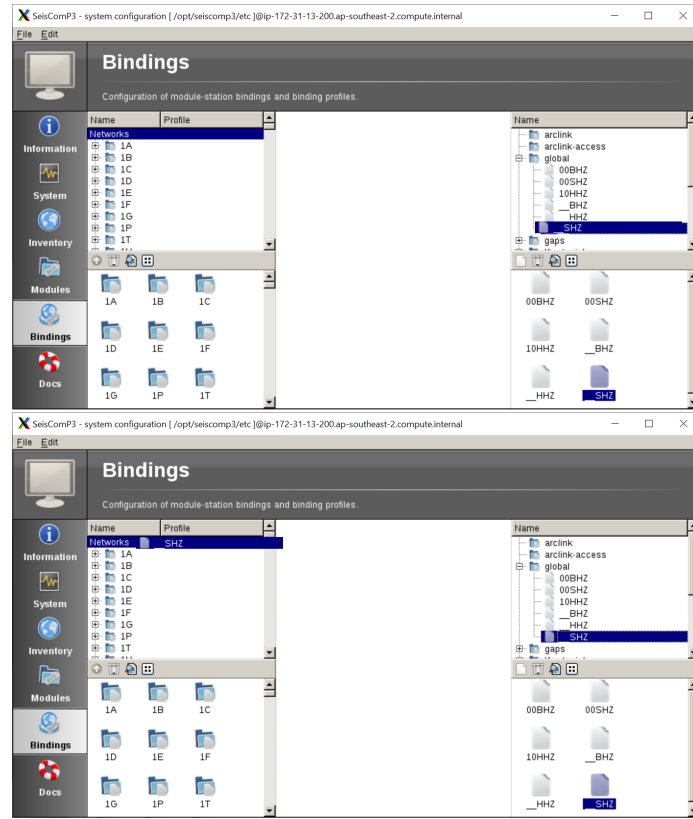 SeisComP3 - system configuration [ /opt/seiscomp3/etc ]@ip-172-31-13-200.ap-southeast-2.compute.internal
File Edit
Bindings
Configuration of module-station bindings and binding profiles.
Information
System
Inventory
Modules
Bindings
Docs
Name Profile
Networks
1A
1B
1C
1D
1E
1F
1G
1P
1T
1A 1B 1C
1D 1E 1F
1G 1P 1T
Name
arclink
arclink-access
global
00BHZ
00SHZ
10HHZ
__BHZ
__HHZ
__SHZ
gaps
00BHZ 00SHZ
10HHZ __BHZ
__HHZ __SHZ
SeisComP3 - system configuration [ /opt/seiscomp3/etc ]@ip-172-31-13-200.ap-southeast-2.compute.internal
File Edit
Bindings
Configuration of module-station bindings and binding profiles.
Information
System
Inventory
Modules
Bindings
Docs
Name Profile
Networks __SHZ
1A
1B
1C
1D
1E
1F
1G
1P
1T
1A 1B 1C
1D 1E 1F
1G 1P 1T
Name
arclink
arclink-access
global
00BHZ
00SHZ
10HHZ
__BHZ
__HHZ
__SHZ
gaps
00BHZ 00SHZ
10HHZ __BHZ
__HHZ __SHZ